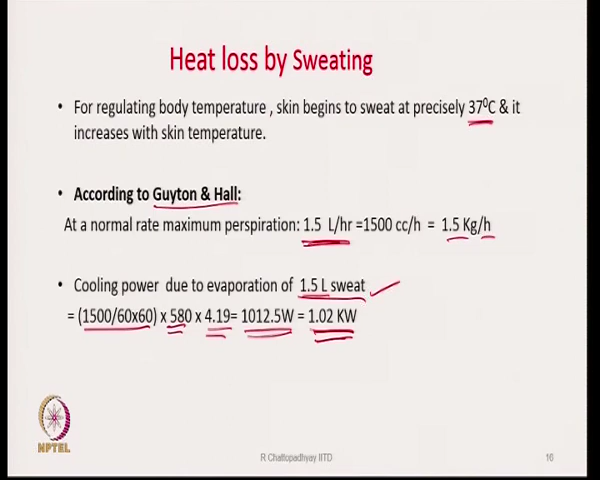 Heat loss by Sweating
• For regulating body temperature , skin begins to sweat at precisely 37⁰C & it
increases with skin temperature.
• According to Guyton & Hall:
At a normal rate maximum perspiration: 1.5 L/hr =1500 cc/h = 1.5 Kg/h
• Cooling power due to evaporation of 1.5 L sweat
= (1500/60x60) x 580 x 4.19= 1012.5W = 1.02 KW
NPTEL
R Chattopadhyay IITD
16